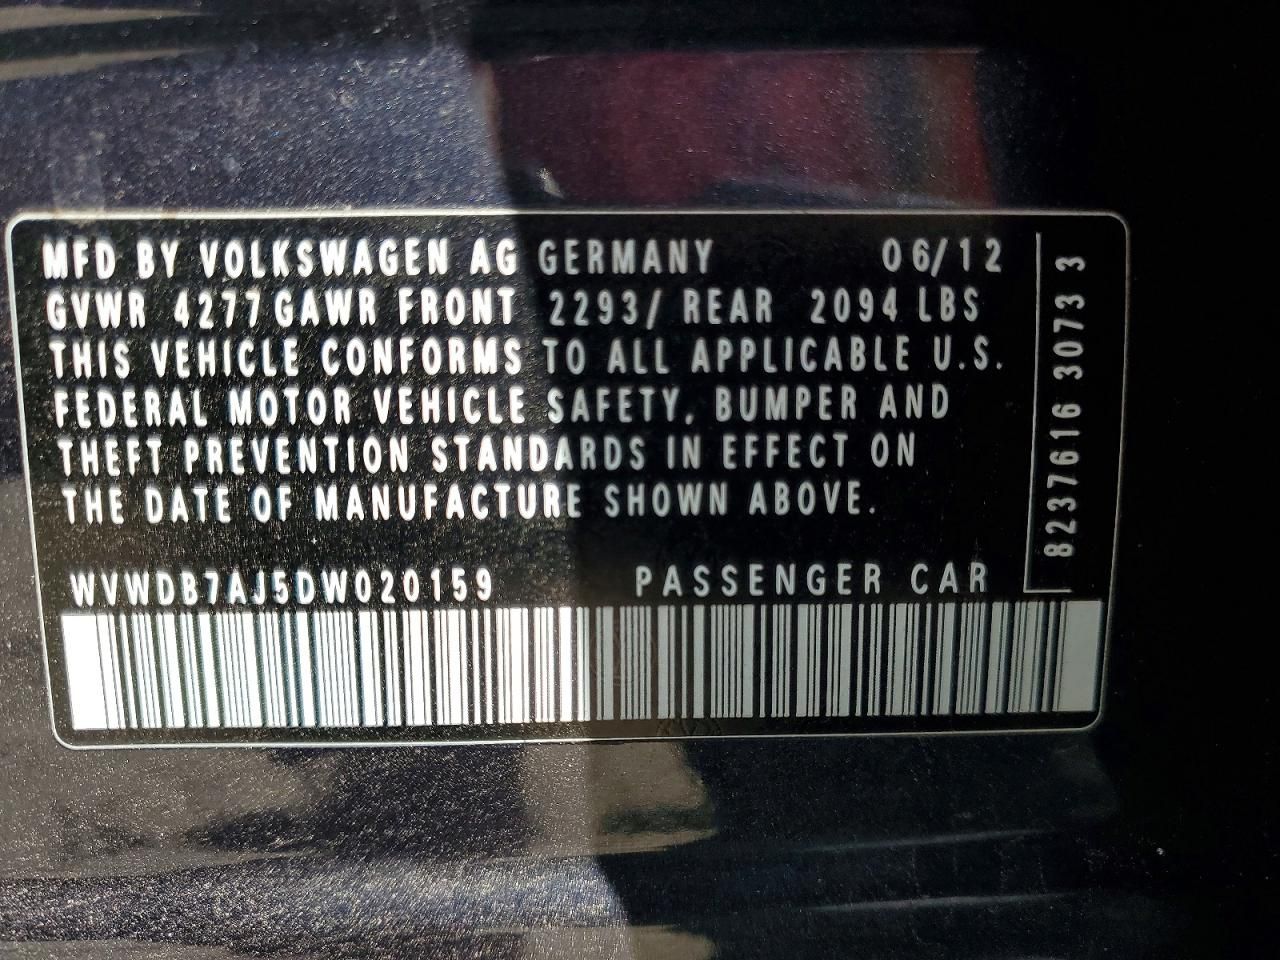 MFD BY VOLKSWAGEN AG GERMANY 06/12
GVWR 4277 GAWR FRONT 2293/ REAR 2094 LBS
THIS VEHICLE CONFORMS TO ALL APPLICABLE U.S.
FEDERAL MOTOR VEHICLE SAFETY, BUMPER AND
THEFT PREVENTION STANDARDS IN EFFECT ON
THE DATE OF MANUFACTURE SHOWN ABOVE.
WVWDB7AJ5DW020159 PASSENGER CAR
8237616 3073 3